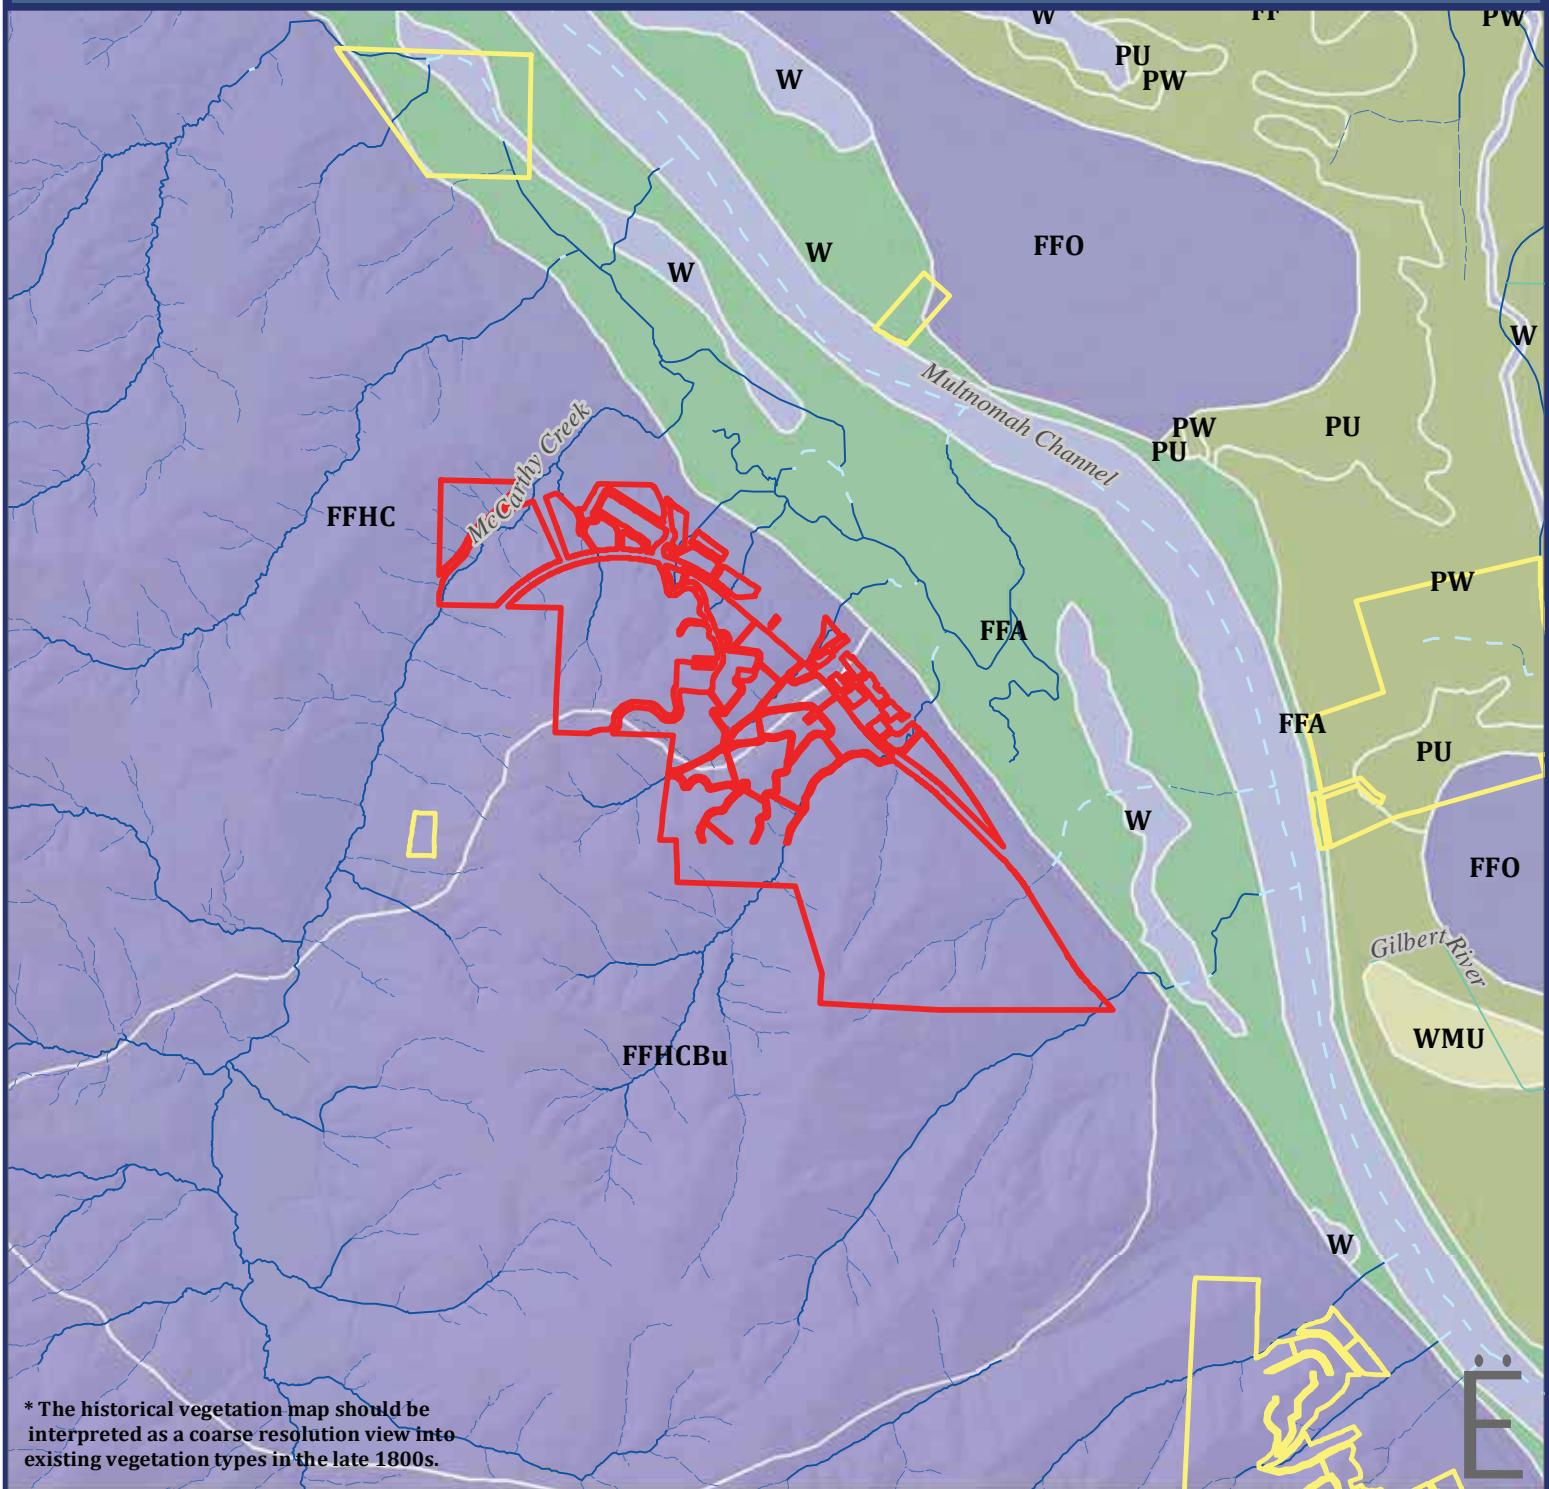 W
FF
PW
PU
PW
W
FFO
W
W
W
Multnomah Channel
PW
PU
PU
McCarthy Creek
FFHC
PW
FFA
FFA
PU
W
FFO
Gilbert River
WMU
FFHCBu
W
* The historical vegetation map should be
interpreted as a coarse resolution view into
existing vegetation types in the late 1800s.
Ë